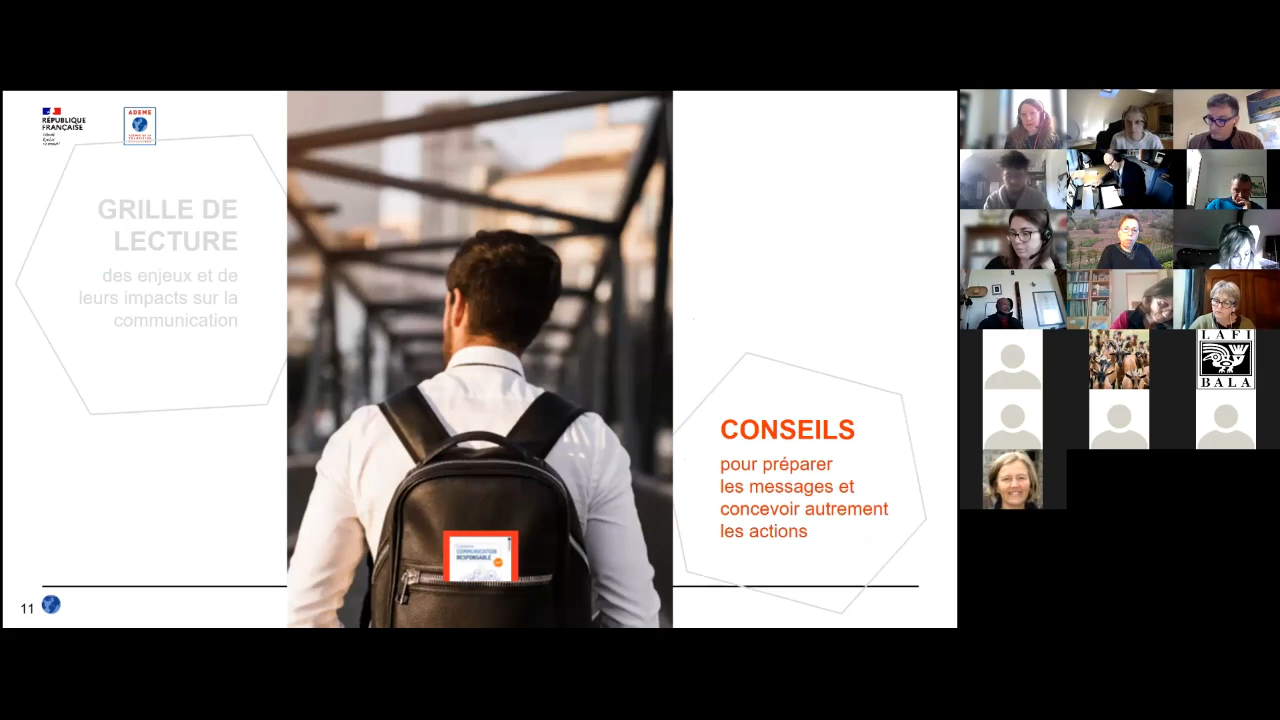 RÉPUBLIQUE
FRANÇAISE
ADEME
GRILLE DE
LECTURE
des enjeux et de
leurs impacts sur la
communication
CONSEILS
pour préparer
les messages et
concevoir autrement
les actions
COMMUNICATION
RESPONSABLE
11
LAFI
BALA